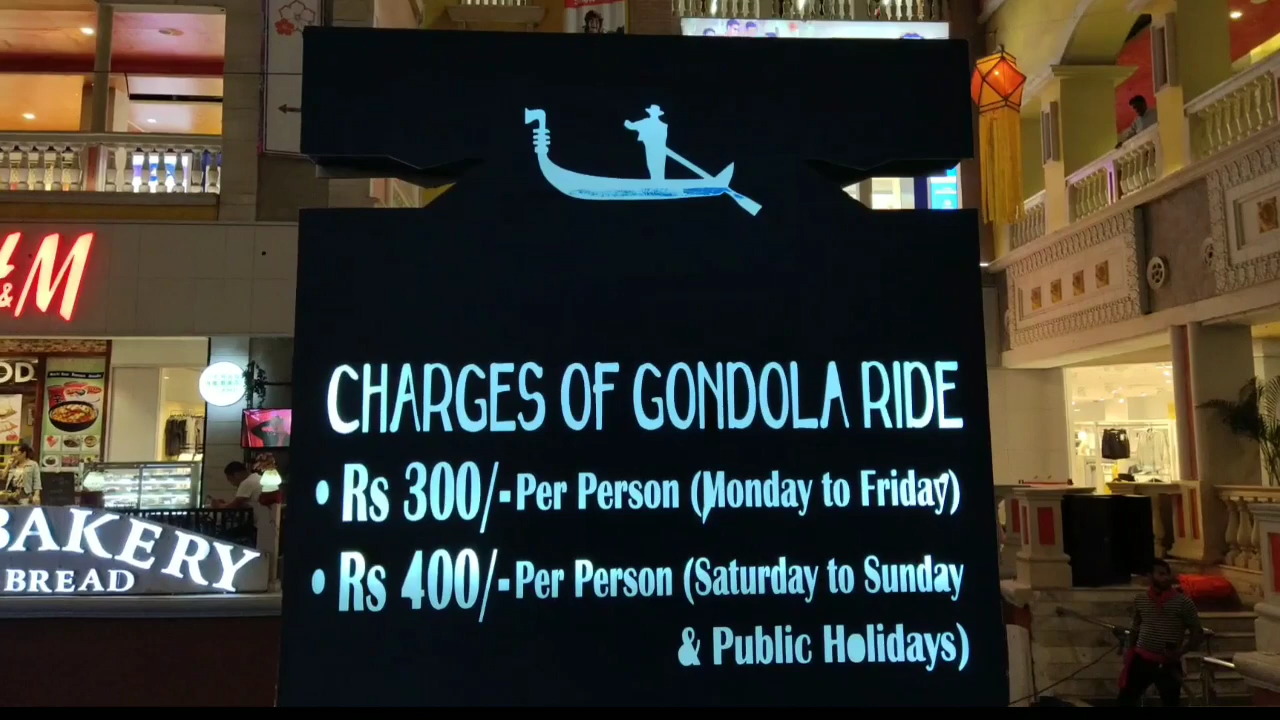 H&M
BAKERY
BREAD
CHARGES OF GONDOLA RIDE
• Rs 300/-Per Person (Monday to Friday)
• Rs 400/-Per Person (Saturday to Sunday
& Public Holidays)